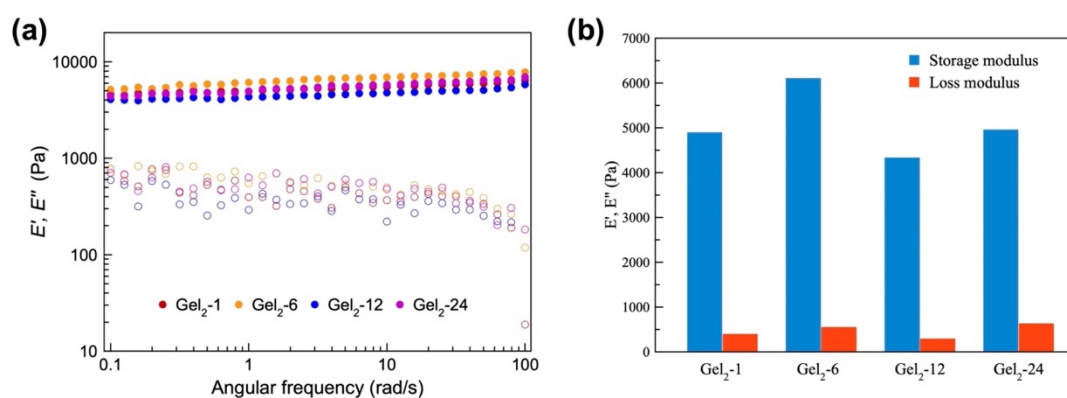 (a)
10000
1000
100
10
E', E'' (Pa)
Gel₂-1 Gel₂-6 Gel₂-12 Gel₂-24
0.1 1 10 100
Angular frequency (rad/s)
(b)
7000
6000
5000
4000
3000
2000
1000
0
E', E'' (Pa)
Storage modulus
Loss modulus
Gel₂-1 Gel₂-6 Gel₂-12 Gel₂-24